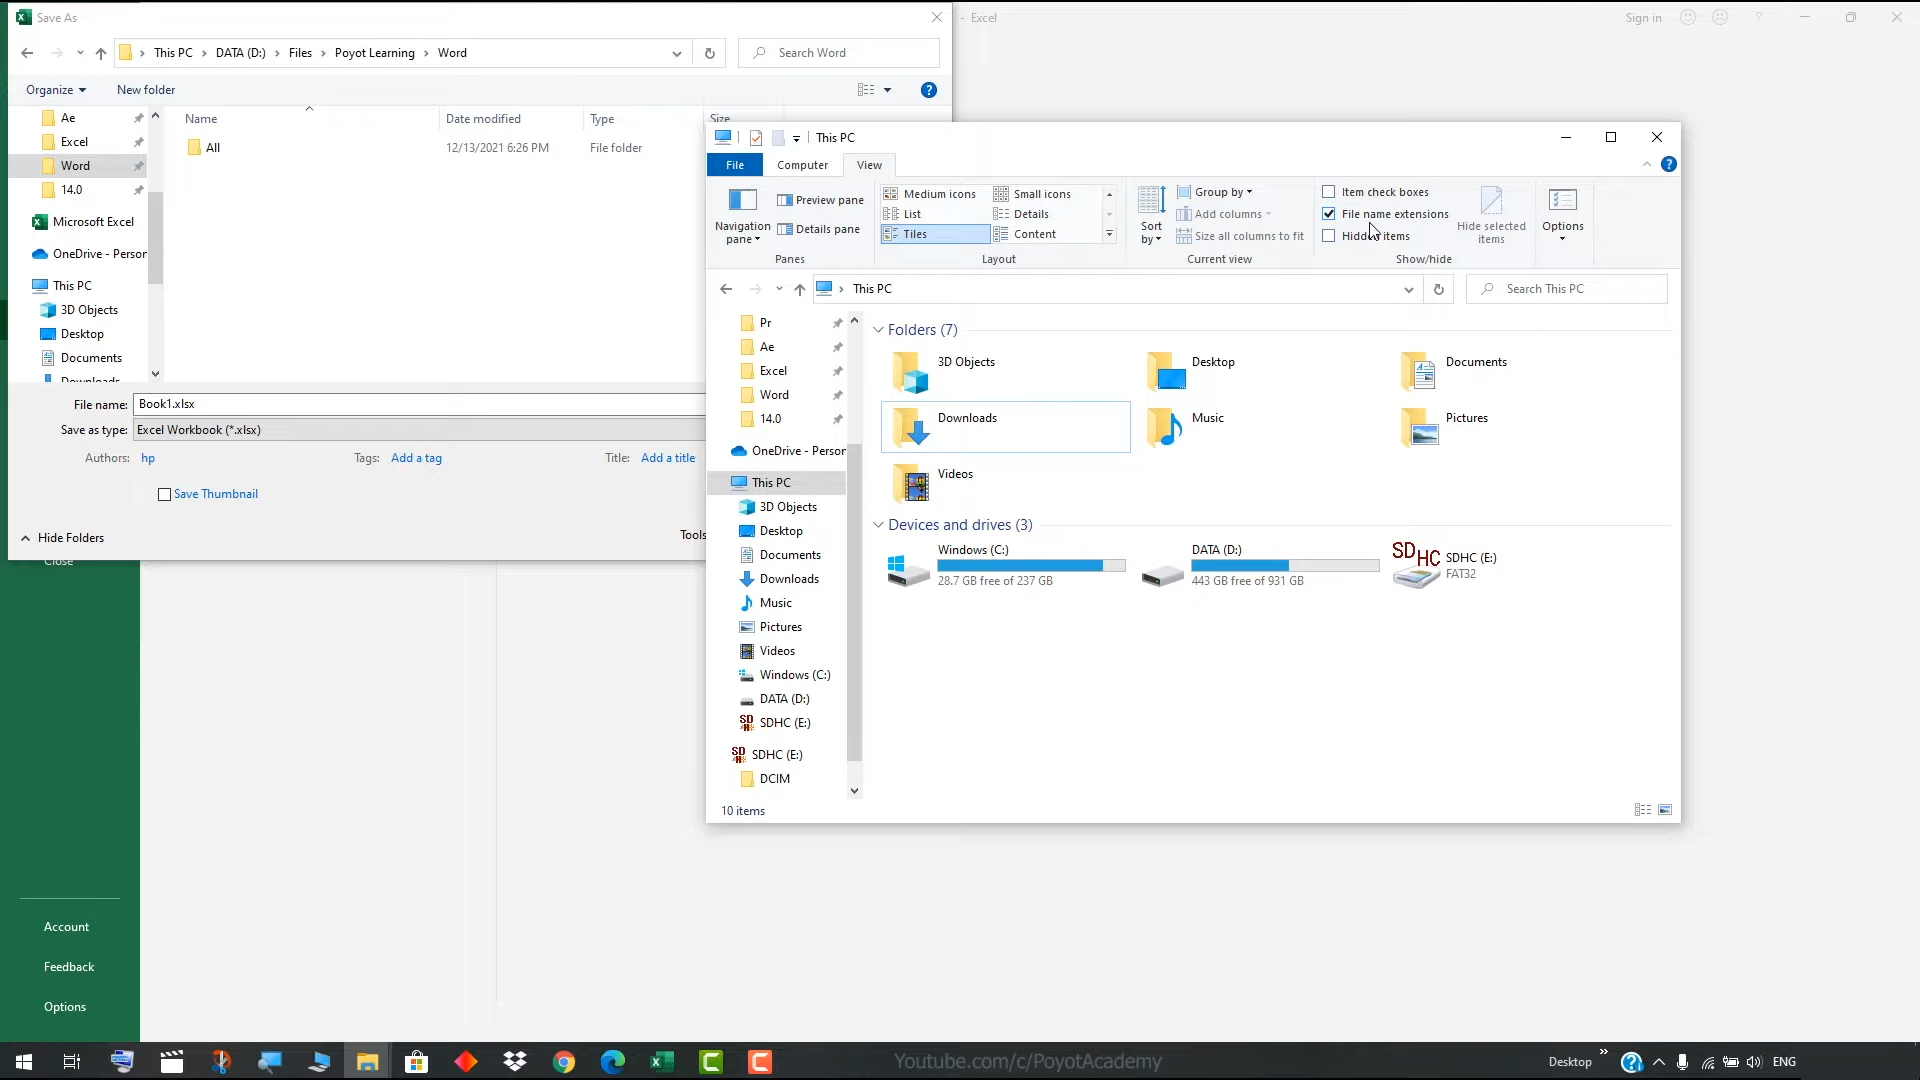 Save As
This PC > DATA (D:) > Files > Poyot Learning > Word
Search Word
Organize
New folder
Ae
Excel
Word
14.0
Microsoft Excel
OneDrive - Person
This PC
3D Objects
Desktop
Documents
Downloads
Name
Date modified
Type
Size
All
12/13/2021 6:26 PM
File folder
File name: Book1.xlsx
Save as type: Excel Workbook (*.xlsx)
Authors: hp
Tags: Add a tag
Title: Add a title
Save Thumbnail
Hide Folders
Tools
- Excel
Sign in
This PC
File
Computer
View
Navigation pane
Preview pane
Details pane
Panes
Medium icons
Small icons
List
Details
Tiles
Content
Layout
Sort by
Group by
Add columns
Size all columns to fit
Current view
Item check boxes
File name extensions
Hidden items
Hide selected items
Show/hide
Options
This PC
Search This PC
Pr
Ae
Excel
Word
14.0
OneDrive - Person
This PC
3D Objects
Desktop
Documents
Downloads
Music
Pictures
Videos
Windows (C:)
DATA (D:)
SDHC (E:)
SDHC (E:)
DCIM
Folders (7)
3D Objects
Desktop
Documents
Downloads
Music
Pictures
Videos
Devices and drives (3)
Windows (C:)
28.7 GB free of 237 GB
DATA (D:)
443 GB free of 931 GB
SDHC
SDHC (E:)
FAT32
10 items
Close
Account
Feedback
Options
Youtube.com/c/PoyotAcademy
Desktop
ENG